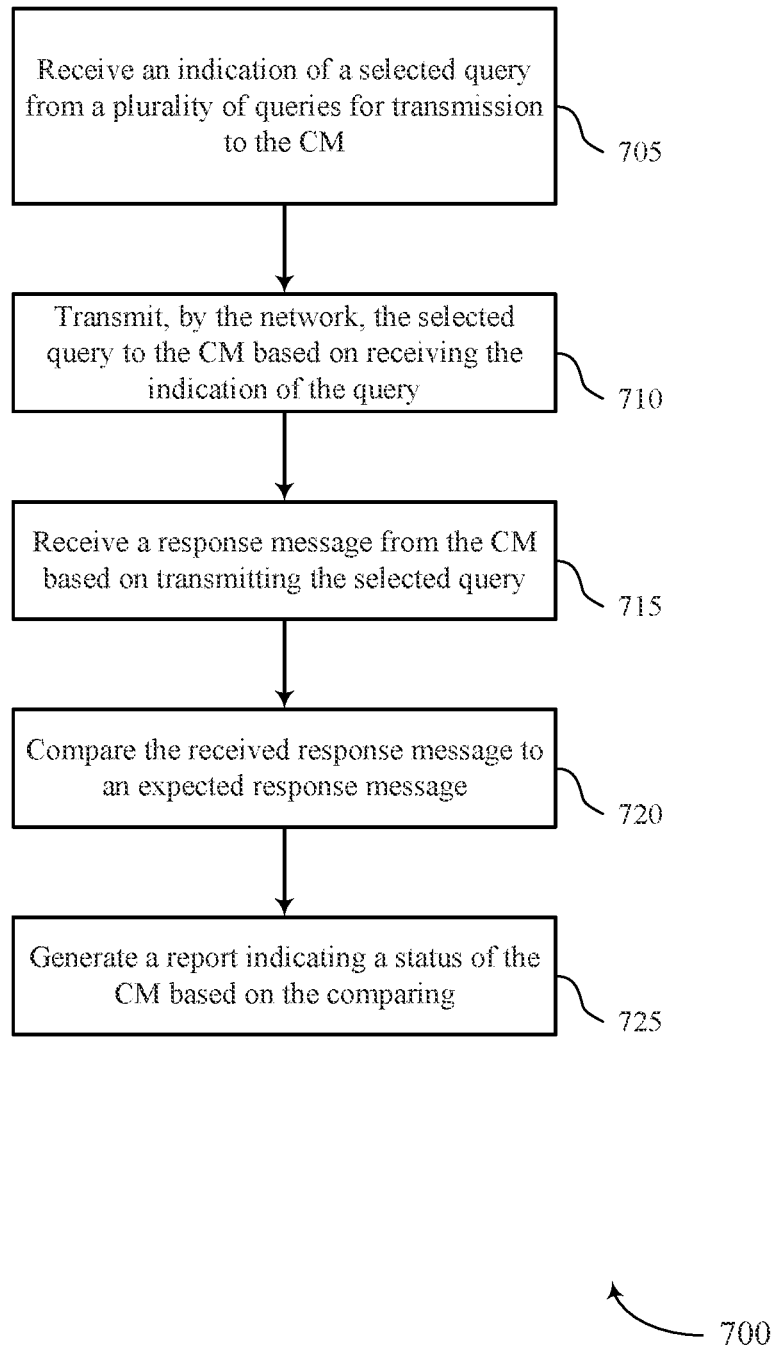 Receive an indication of a selected query
from a plurality of queries for transmission
to the CM
705
Transmit, by the network, the selected
query to the CM based on receiving the
indication of the query
710
Receive a response message from the CM
based on transmitting the selected query
715
Compare the received response message to
an expected response message
720
Generate a report indicating a status of the
CM based on the comparing
725
700